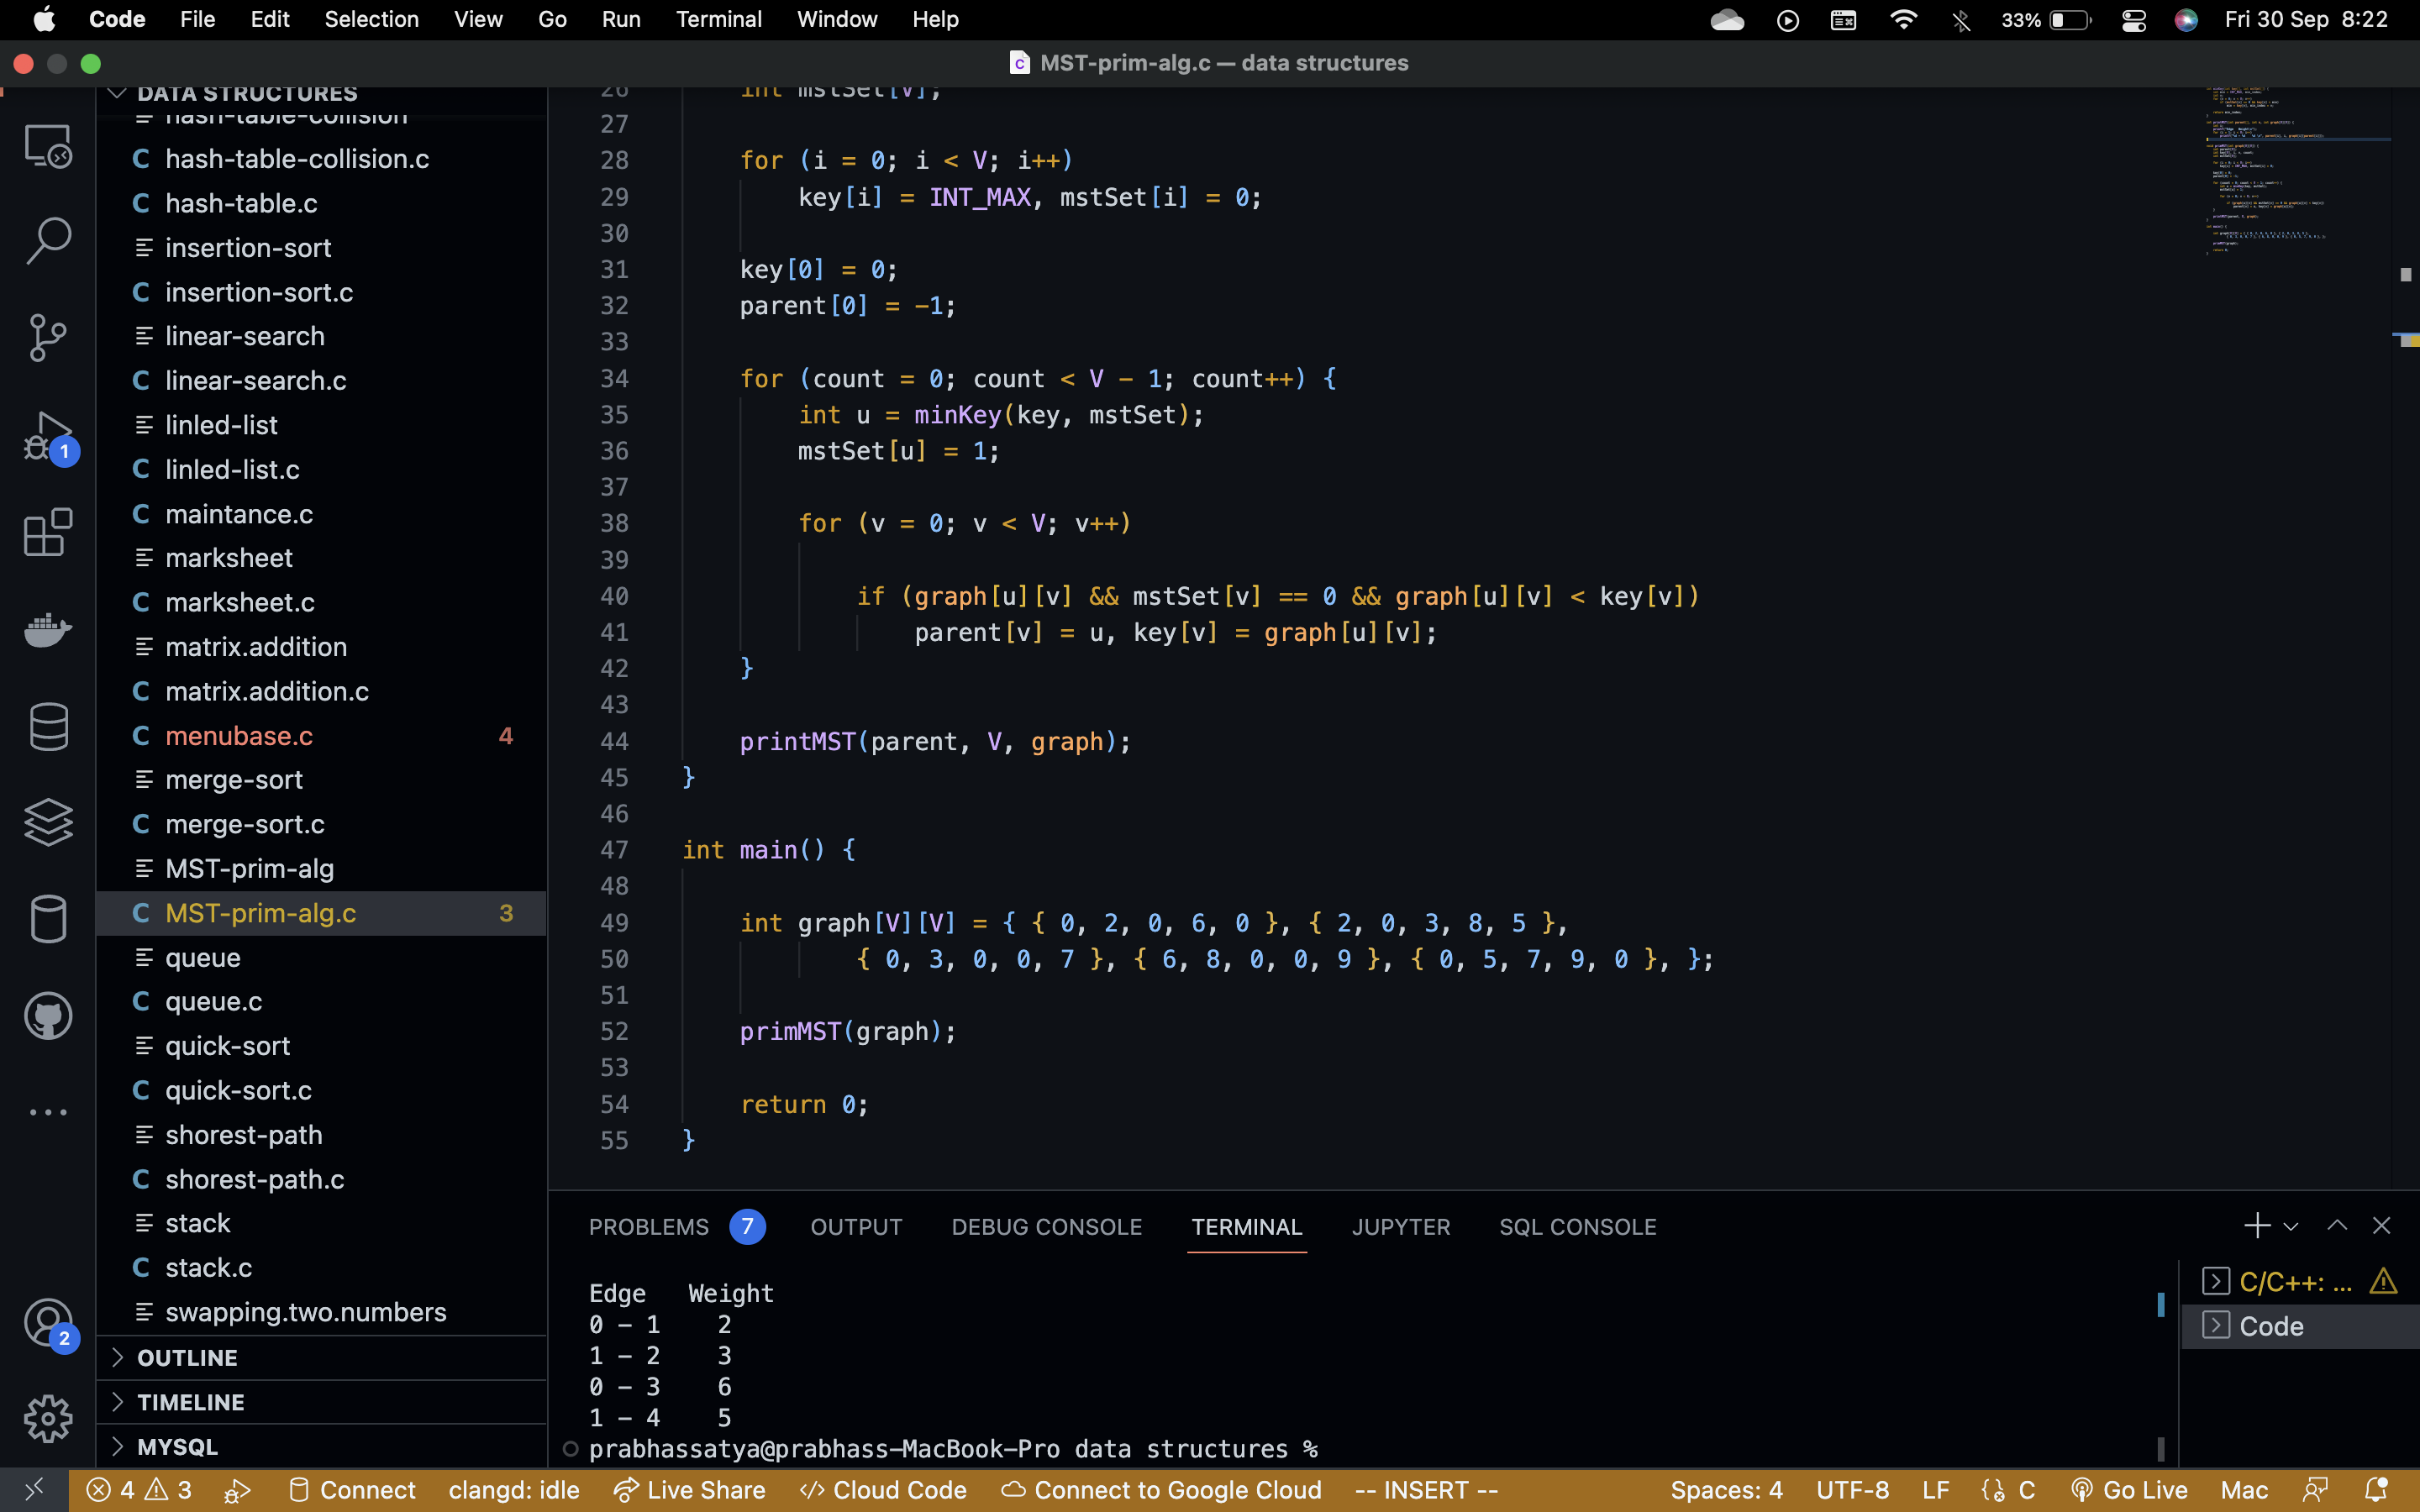 Code File Edit Selection View Go Run Terminal Window Help 33% Fri 30 Sep 8:22
MST-prim-alg.c — data structures
DATA STRUCTURES
hash-table-collision
hash-table-collision.c
hash-table.c
insertion-sort
insertion-sort.c
linear-search
linear-search.c
linled-list
linled-list.c
maintance.c
marksheet
marksheet.c
matrix.addition
matrix.addition.c
menubase.c 4
merge-sort
merge-sort.c
MST-prim-alg
MST-prim-alg.c 3
queue
queue.c
quick-sort
quick-sort.c
shorest-path
shorest-path.c
stack
stack.c
swapping.two.numbers
OUTLINE
TIMELINE
MYSQL
1
2
26 int mstSet[V];
27
28 for (i = 0; i < V; i++)
29 key[i] = INT_MAX, mstSet[i] = 0;
30
31 key[0] = 0;
32 parent[0] = -1;
33
34 for (count = 0; count < V - 1; count++) {
35 int u = minKey(key, mstSet);
36 mstSet[u] = 1;
37
38 for (v = 0; v < V; v++)
39
40 if (graph[u][v] && mstSet[v] == 0 && graph[u][v] < key[v])
41 parent[v] = u, key[v] = graph[u][v];
42 }
43
44 printMST(parent, V, graph);
45 }
46
47 int main() {
48
49 int graph[V][V] = { { 0, 2, 0, 6, 0 }, { 2, 0, 3, 8, 5 },
50 { 0, 3, 0, 0, 7 }, { 6, 8, 0, 0, 9 }, { 0, 5, 7, 9, 0 }, };
51
52 primMST(graph);
53
54 return 0;
55 }
PROBLEMS 7 OUTPUT DEBUG CONSOLE TERMINAL JUPYTER SQL CONSOLE
Edge Weight
0 - 1 2
1 - 2 3
0 - 3 6
1 - 4 5
prabhassatya@prabhass-MacBook-Pro data structures %
C/C++: ...
Code
4 3 Connect clangd: idle Live Share Cloud Code Connect to Google Cloud -- INSERT -- Spaces: 4 UTF-8 LF C Go Live Mac